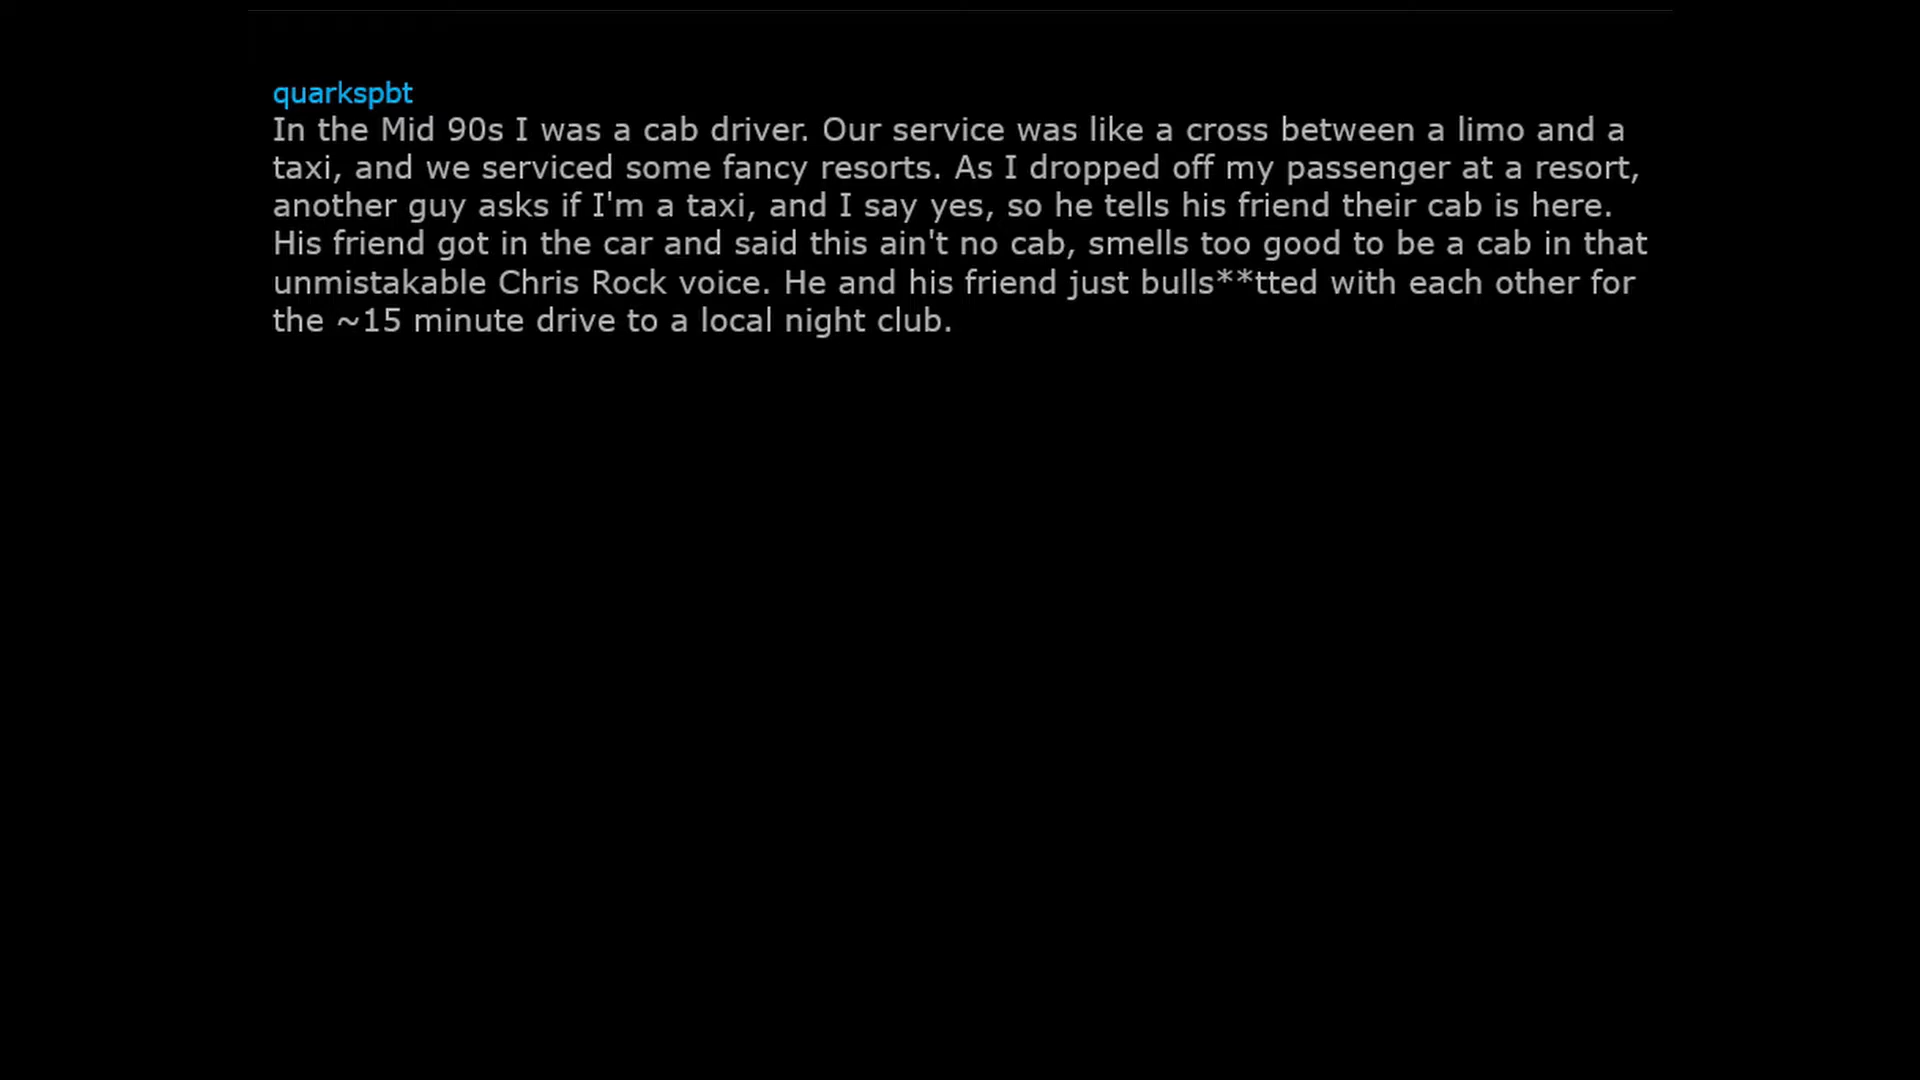 quarkspbt
In the Mid 90s I was a cab driver. Our service was like a cross between a limo and a
taxi, and we serviced some fancy resorts. As I dropped off my passenger at a resort,
another guy asks if I'm a taxi, and I say yes, so he tells his friend their cab is here.
His friend got in the car and said this ain't no cab, smells too good to be a cab in that
unmistakable Chris Rock voice. He and his friend just bulls**tted with each other for
the ~15 minute drive to a local night club.